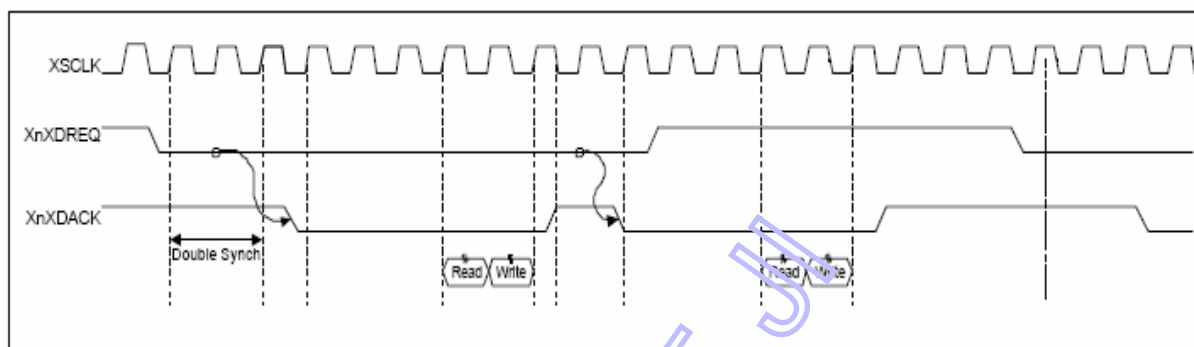 XSCLK
XnXDREQ
XnXDACK
Double Synch
Read Write
Read Write